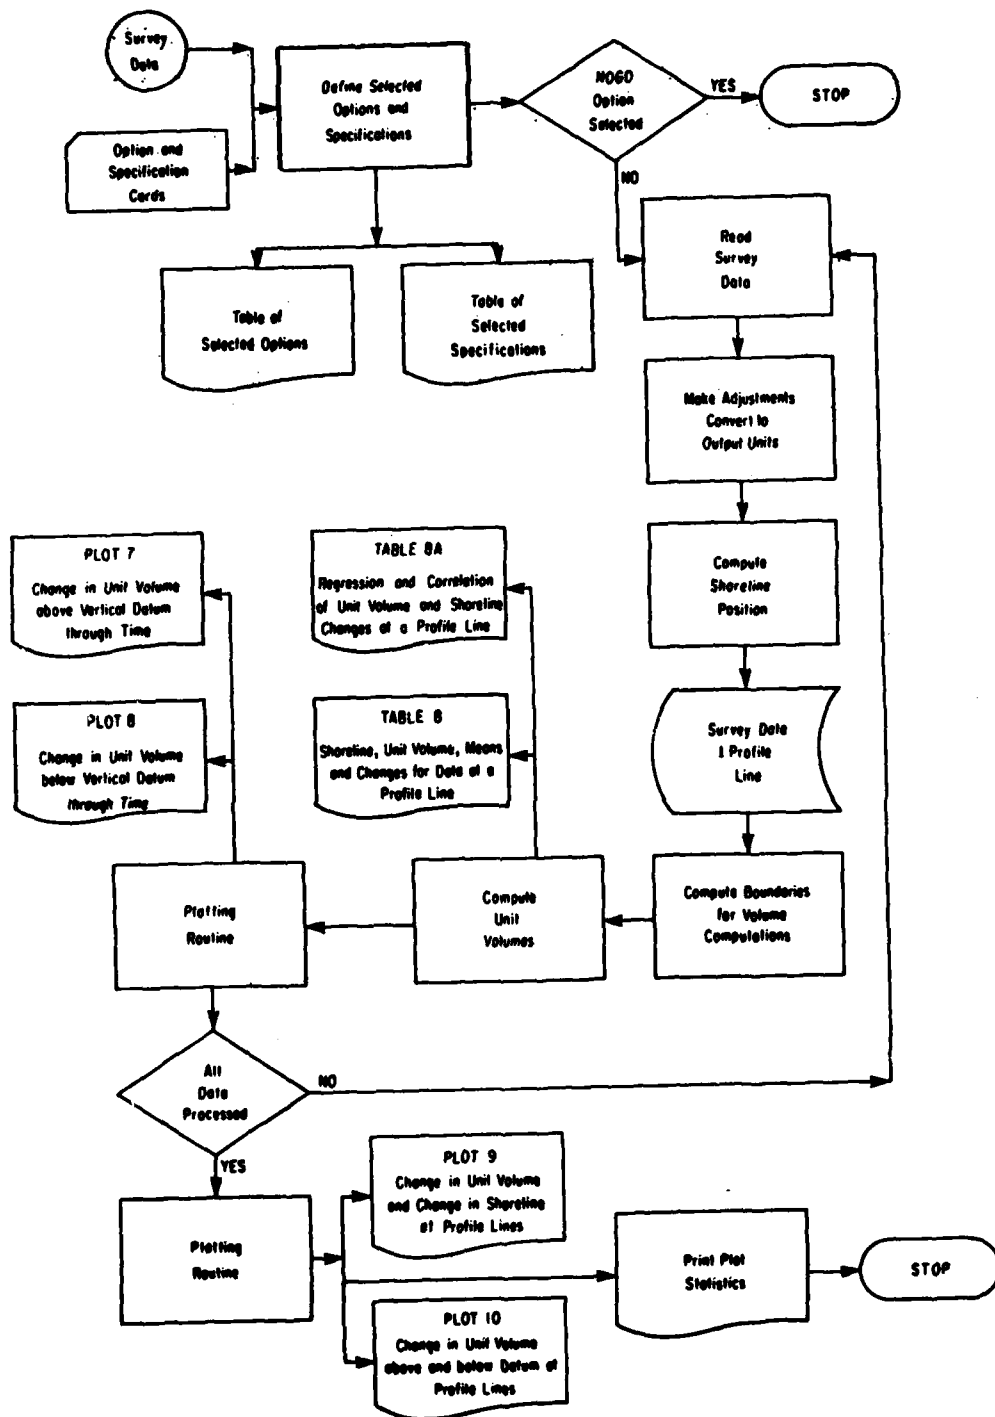 Survey
Data
Option and
Specification
Cards
Define Selected
Options and
Specifications
NOGO
Option
Selected
YES
STOP
NO
Table of
Selected Options
Table of
Selected
Specifications
Read
Survey
Data
Make Adjustments
Convert to
Output Units
Compute
Shoreline
Position
Survey Data
1 Profile
Line
Compute Boundaries
for Volume
Computations
Compute
Unit
Volumes
TABLE 8A
Regression and Correlation
of Unit Volume and Shoreline
Changes at a Profile Line
TABLE 8
Shoreline, Unit Volume, Means
and Changes for Data at a
Profile Line
PLOT 7
Change in Unit Volume
above Vertical Datum
through Time
PLOT 8
Change in Unit Volume
below Vertical Datum
through Time
Plotting
Routine
All
Data
Processed
NO
YES
Plotting
Routine
PLOT 9
Change in Unit Volume
and Change in Shoreline
at Profile Lines
PLOT 10
Change in Unit Volume
above and below Datum at
Profile Lines
Print Plot
Statistics
STOP